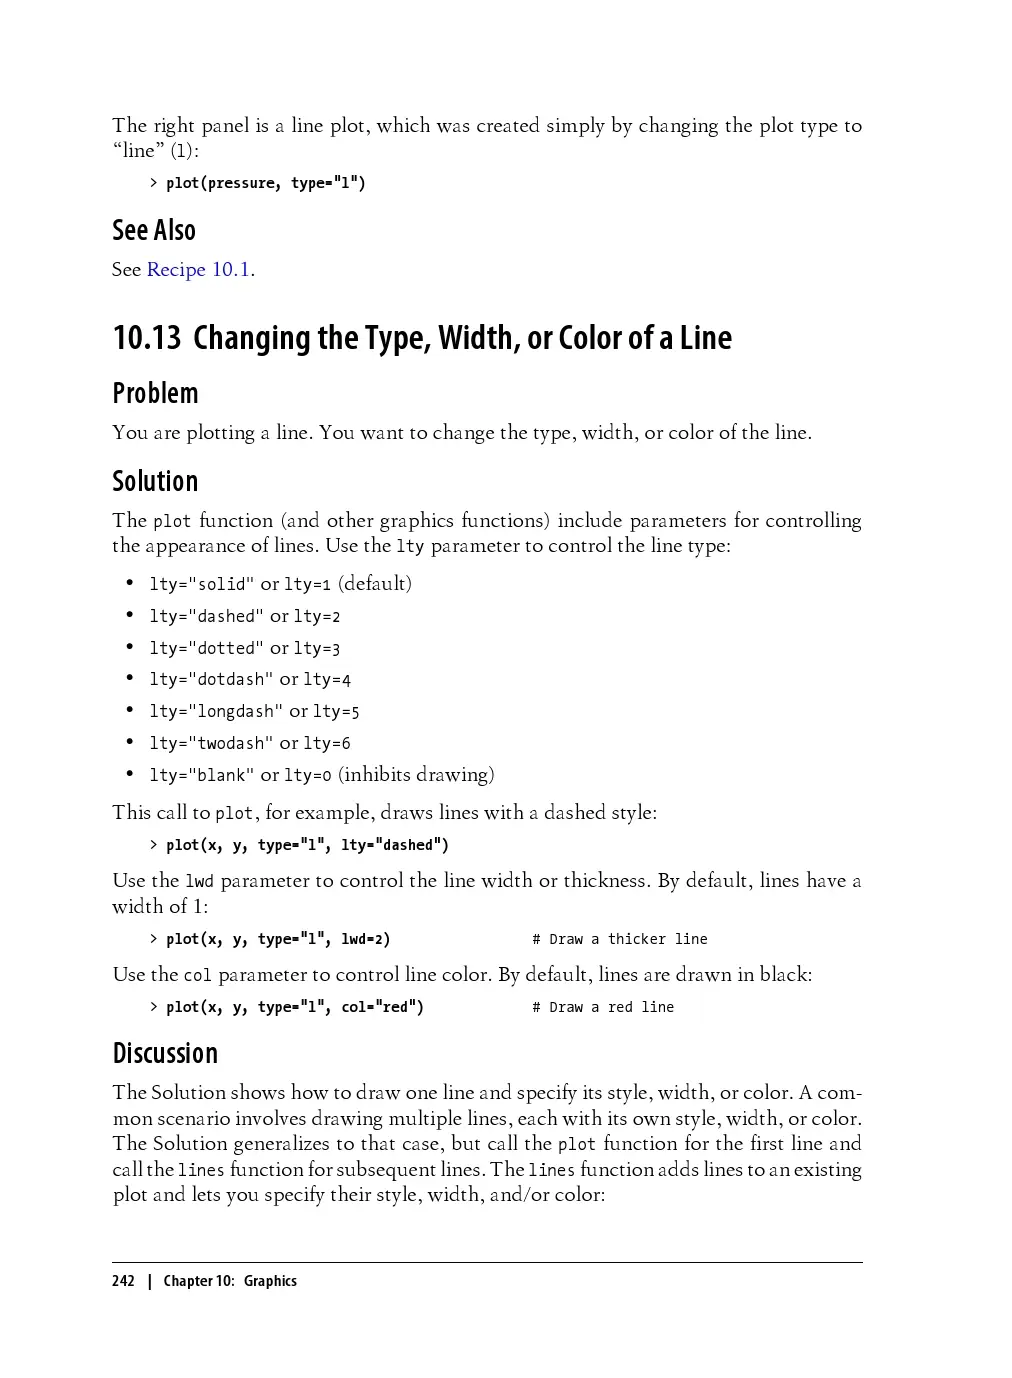 The right panel is a line plot, which was created simply by changing the plot type to
“line” (l):
> plot(pressure, type="l")
See Also
See Recipe 10.1.
10.13 Changing the Type, Width, or Color of a Line
Problem
You are plotting a line. You want to change the type, width, or color of the line.
Solution
The plot function (and other graphics functions) include parameters for controlling
the appearance of lines. Use the lty parameter to control the line type:
• lty="solid" or lty=1 (default)
• lty="dashed" or lty=2
• lty="dotted" or lty=3
• lty="dotdash" or lty=4
• lty="longdash" or lty=5
• lty="twodash" or lty=6
• lty="blank" or lty=0 (inhibits drawing)
This call to plot, for example, draws lines with a dashed style:
> plot(x, y, type="l", lty="dashed")
Use the lwd parameter to control the line width or thickness. By default, lines have a
width of 1:
> plot(x, y, type="l", lwd=2) # Draw a thicker line
Use the col parameter to control line color. By default, lines are drawn in black:
> plot(x, y, type="l", col="red") # Draw a red line
Discussion
The Solution shows how to draw one line and specify its style, width, or color. A com-
mon scenario involves drawing multiple lines, each with its own style, width, or color.
The Solution generalizes to that case, but call the plot function for the first line and
call the lines function for subsequent lines. The lines function adds lines to an existing
plot and lets you specify their style, width, and/or color:
242 | Chapter 10: Graphics